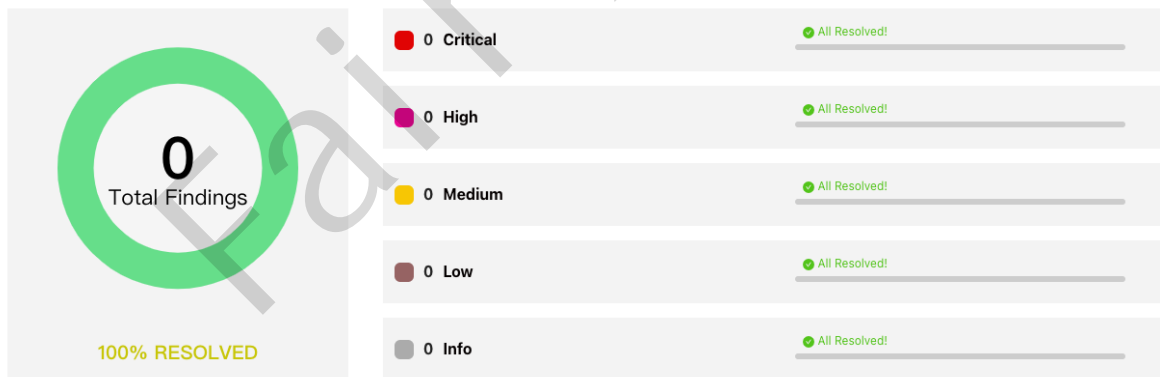 0
Total Findings
100% RESOLVED
0 Critical
All Resolved!
0 High
All Resolved!
0 Medium
All Resolved!
0 Low
All Resolved!
0 Info
All Resolved!